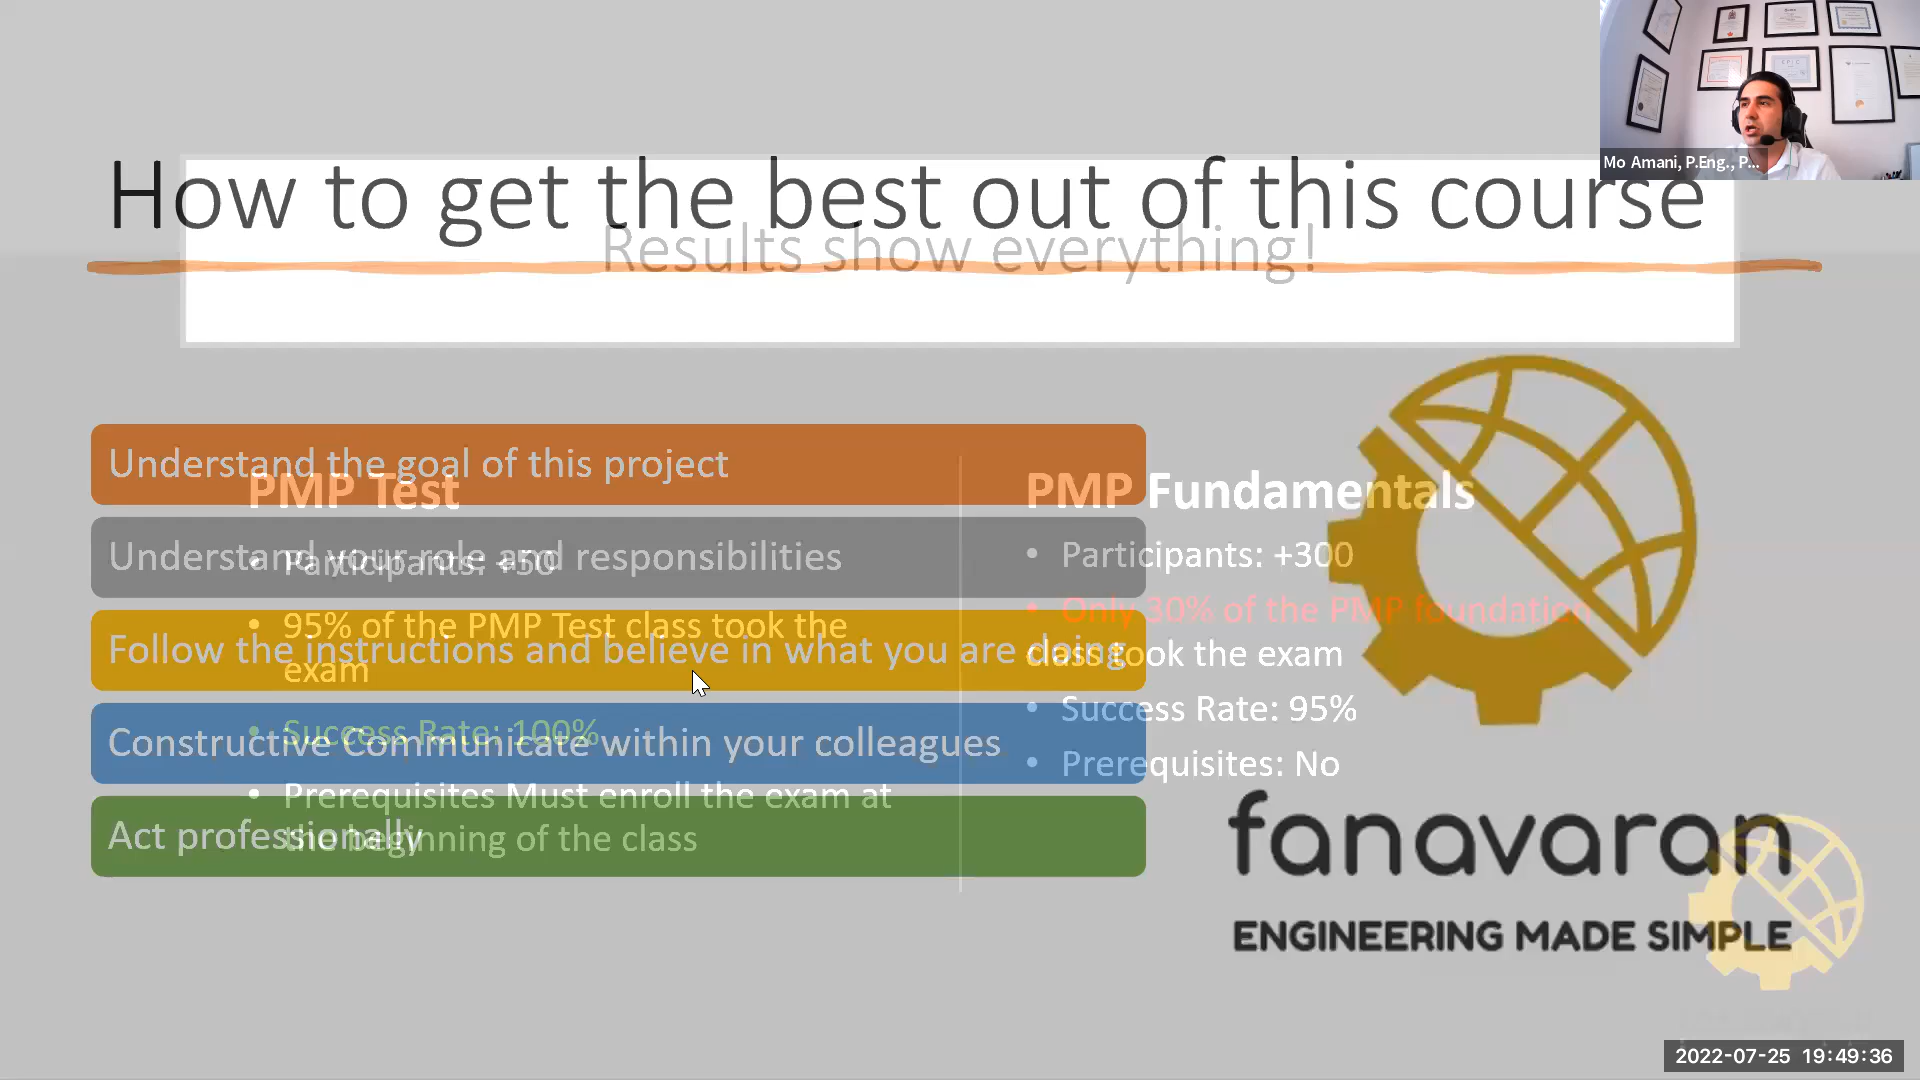 How to get the best out of this course
Results show everything!
Mo Amani, P.Eng., P...
Understand the goal of this project
Understand your role and responsibilities
Follow the instructions and believe in what you are doing
Constructive Communicate within your colleagues
Act professionally
PMP Test
• Participants: +50
• 95% of the PMP Test class took the
exam
• Success Rate: 100%
• Prerequisites Must enroll the exam at
the beginning of the class
PMP Fundamentals
• Participants: +300
• Only 30% of the PMP foundation
class took the exam
• Success Rate: 95%
• Prerequisites: No
fanavaran
ENGINEERING MADE SIMPLE
2022-07-25 19:49:36